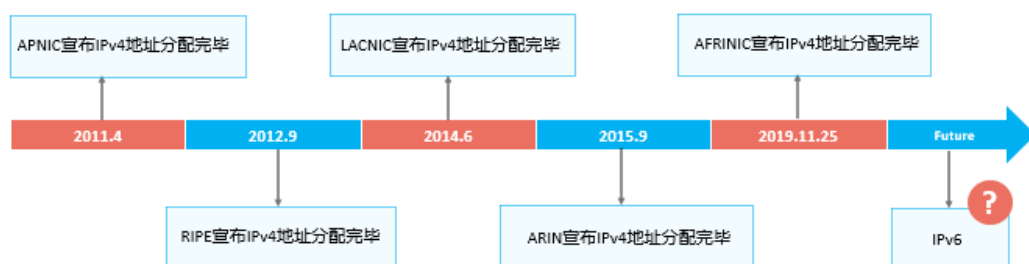 APNIC宣布IPv4地址分配完毕
LACNIC宣布IPv4地址分配完毕
AFRINIC宣布IPv4地址分配完毕
2011.4
2012.9
2014.6
2015.9
2019.11.25
Future
RIPE宣布IPv4地址分配完毕
ARIN宣布IPv4地址分配完毕
?
IPv6